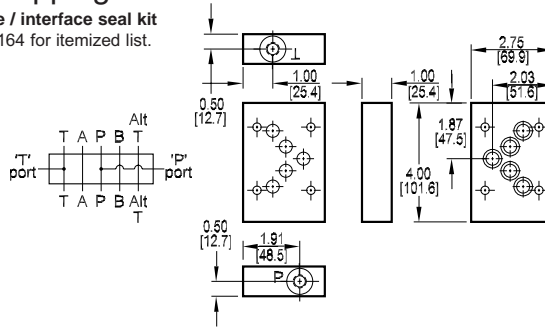 e / interface seal kit
164 for itemized list.
T
1.00
[25.4]
0.50
[12.7]
1.00
[25.4]
2.75
[69.9]
2.03
[51.6]
1.87
[47.5]
4.00
[101.6]
Alt
T A P B T
'T'
port
'P'
port
T A P B Alt
T
0.50
[12.7]
1.91
[48.5]
P